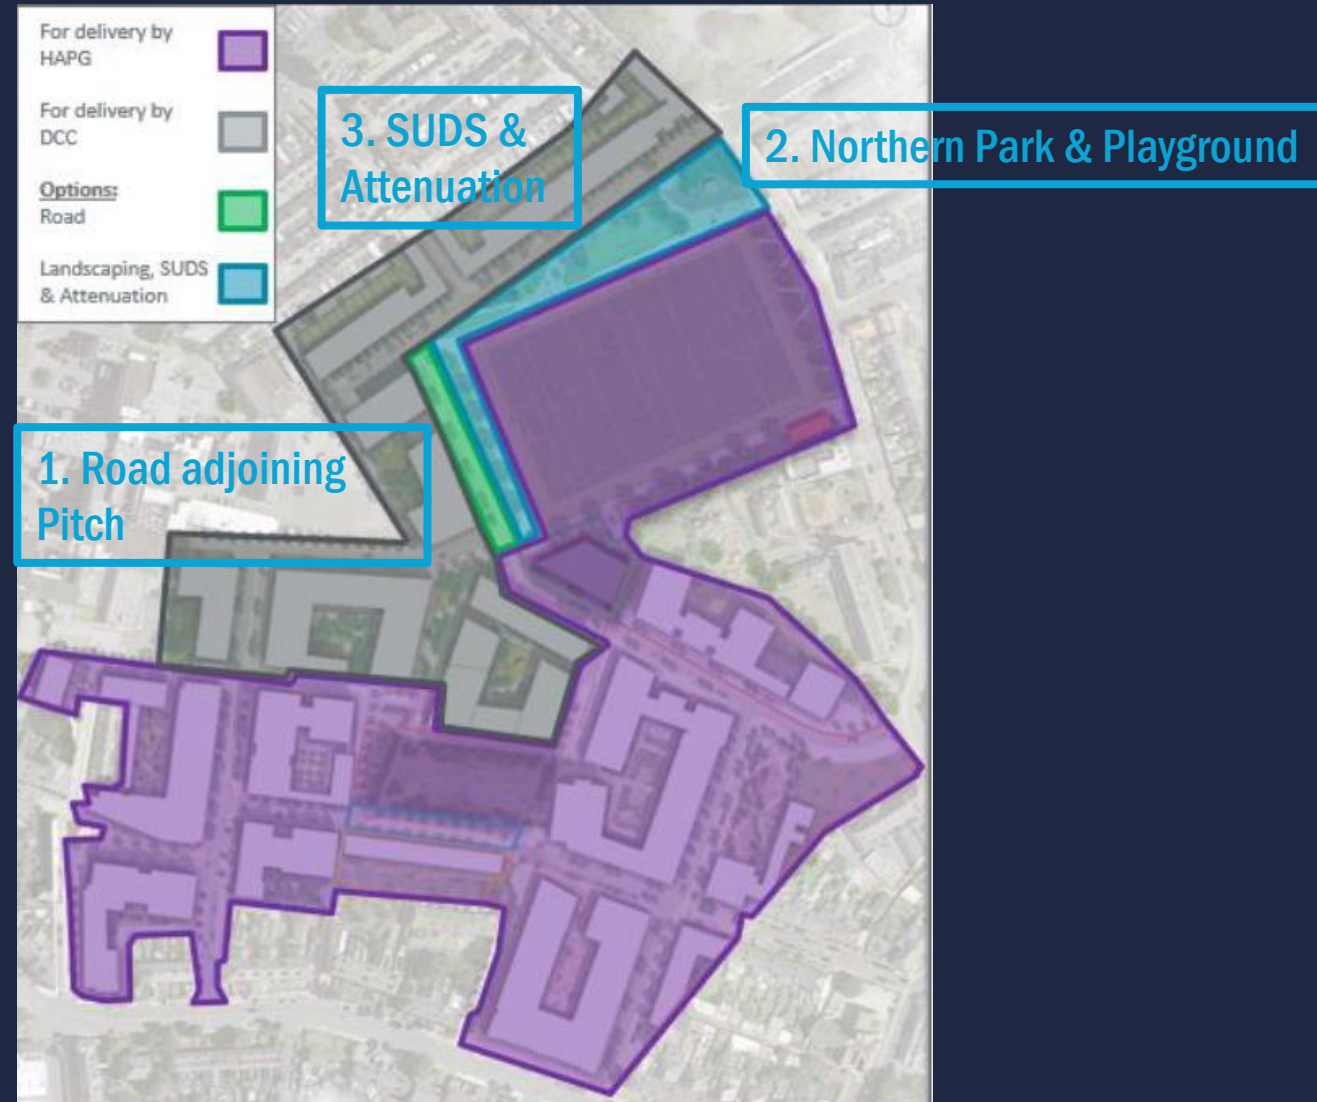 For delivery by
HAPG
For delivery by
DCC
Options:
Road
Landscaping, SUDS
& Attenuation
3. SUDS &
Attenuation
2. Northern Park & Playground
1. Road adjoining
Pitch